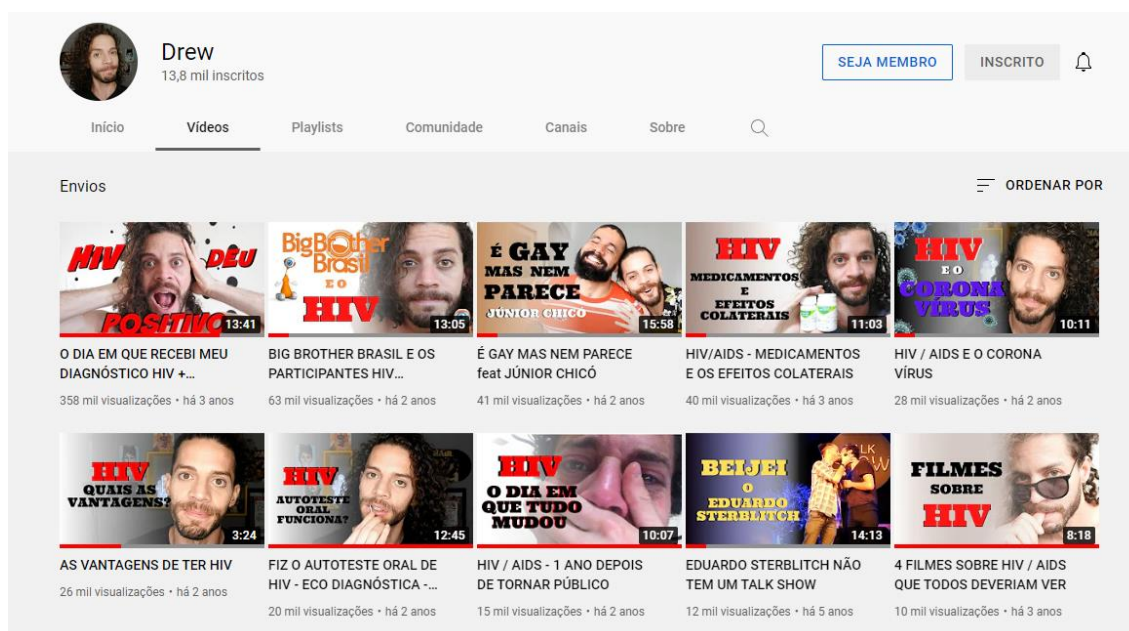 Drew
13,8 mil inscritos
SEJA MEMBRO
INSCRITO
Início Vídeos Playlists Comunidade Canais Sobre
Envios
ORDENAR POR
HIV DEU
POSITIVO
13:41
Big Brother
Brasil
E O
HIV
13:05
É GAY
MAS NEM
PARECE
JÚNIOR CHICÓ
15:58
HIV
MEDICAMENTOS
E
EFEITOS
COLATERAIS
11:03
HIV
E O
CORONA
VÍRUS
10:11
O DIA EM QUE RECEBI MEU
DIAGNÓSTICO HIV +...
358 mil visualizações • há 3 anos
BIG BROTHER BRASIL E OS
PARTICIPANTES HIV...
63 mil visualizações • há 2 anos
É GAY MAS NEM PARECE
feat JÚNIOR CHICÓ
41 mil visualizações • há 2 anos
HIV/AIDS - MEDICAMENTOS
E OS EFEITOS COLATERAIS
40 mil visualizações • há 3 anos
HIV / AIDS E O CORONA
VÍRUS
28 mil visualizações • há 2 anos
HIV
QUAIS AS
VANTAGENS?
3:24
HIV
AUTOTESTE
ORAL
FUNCIONA?
12:45
HIV
O DIA EM
QUE TUDO
MUDOU
10:07
BEIJEI
O
EDUARDO
STERBLITCH
LK
OW
14:13
FILMES
SOBRE
HIV
8:18
AS VANTAGENS DE TER HIV
26 mil visualizações • há 2 anos
FIZ O AUTOTESTE ORAL DE
HIV - ECO DIAGNÓSTICA -...
20 mil visualizações • há 2 anos
HIV / AIDS - 1 ANO DEPOIS
DE TORNAR PÚBLICO
15 mil visualizações • há 2 anos
EDUARDO STERBLITCH NÃO
TEM UM TALK SHOW
12 mil visualizações • há 5 anos
4 FILMES SOBRE HIV / AIDS
QUE TODOS DEVERIAM VER
10 mil visualizações • há 3 anos